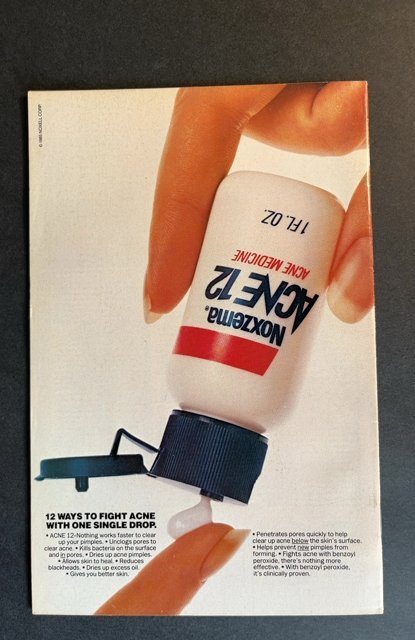 © 1985 NOXELL CORP.
1 FL. OZ.
ACNE MEDICINE
ACNE 12
NOXZEMA®
12 WAYS TO FIGHT ACNE
WITH ONE SINGLE DROP.
• ACNE 12–Nothing works faster to clear
up your pimples. • Unclogs pores to
clear acne. • Kills bacteria on the surface
and in pores. • Dries up acne pimples.
• Allows skin to heal. • Reduces
blackheads. • Dries up excess oil.
• Gives you better skin.
• Penetrates pores quickly to help
clear up acne below the skin's surface.
• Helps prevent new pimples from
forming. • Fights acne with benzoyl
peroxide, there's nothing more
effective. • With benzoyl peroxide,
it's clinically proven.